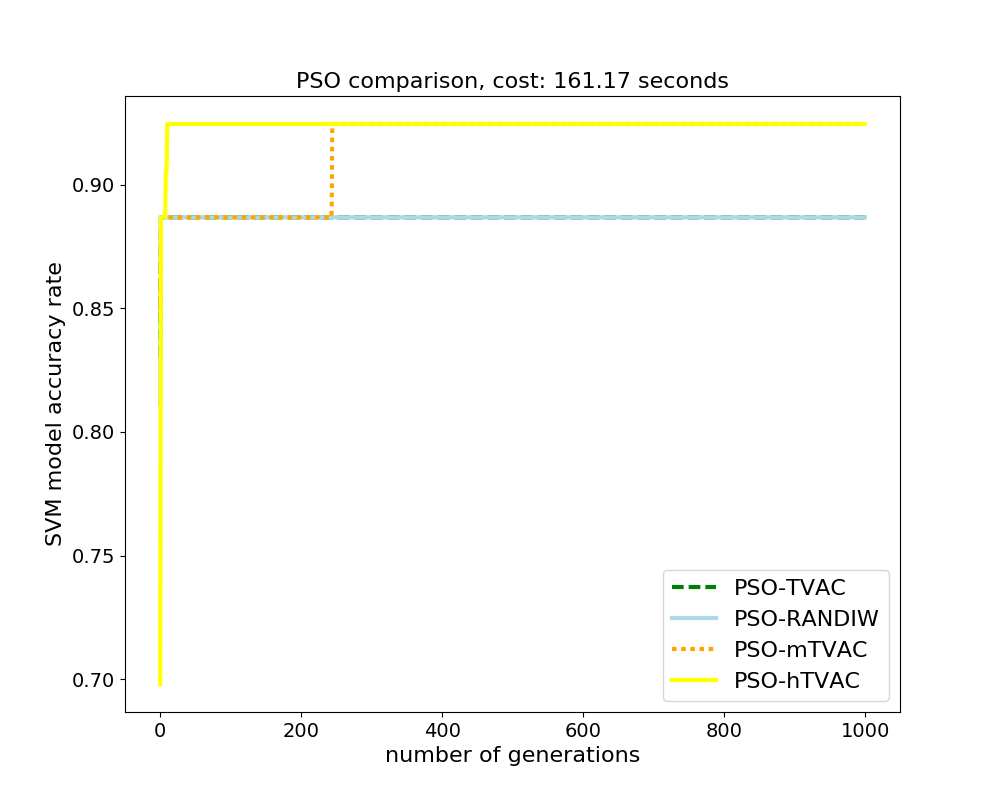 PSO comparison, cost: 161.17 seconds
SVM model accuracy rate
0.90
0.85
0.80
0.75
0.70
0
200
400
600
800
1000
number of generations
PSO-TVAC
PSO-RANDIW
PSO-mTVAC
PSO-hTVAC